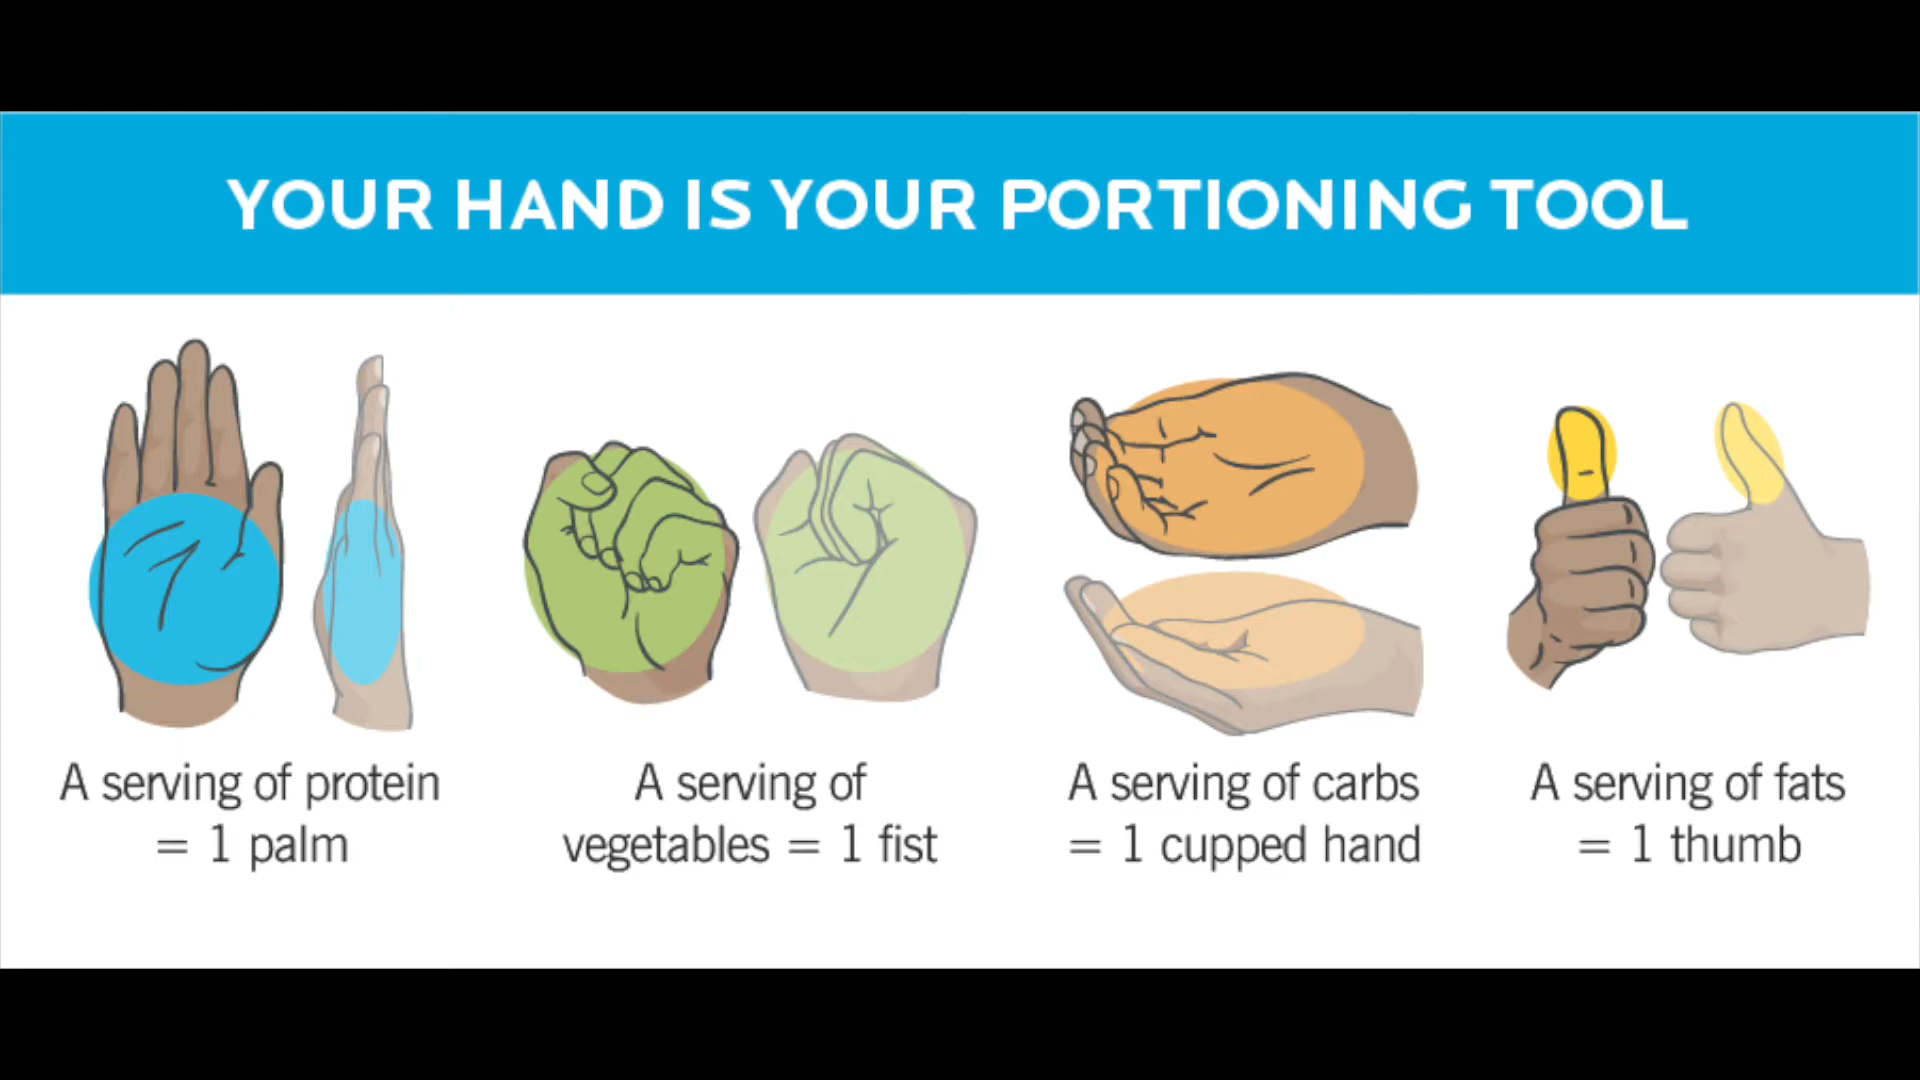 YOUR HAND IS YOUR PORTIONING TOOL
A serving of protein
= 1 palm
A serving of
vegetables = 1 fist
A serving of carbs
= 1 cupped hand
A serving of fats
= 1 thumb